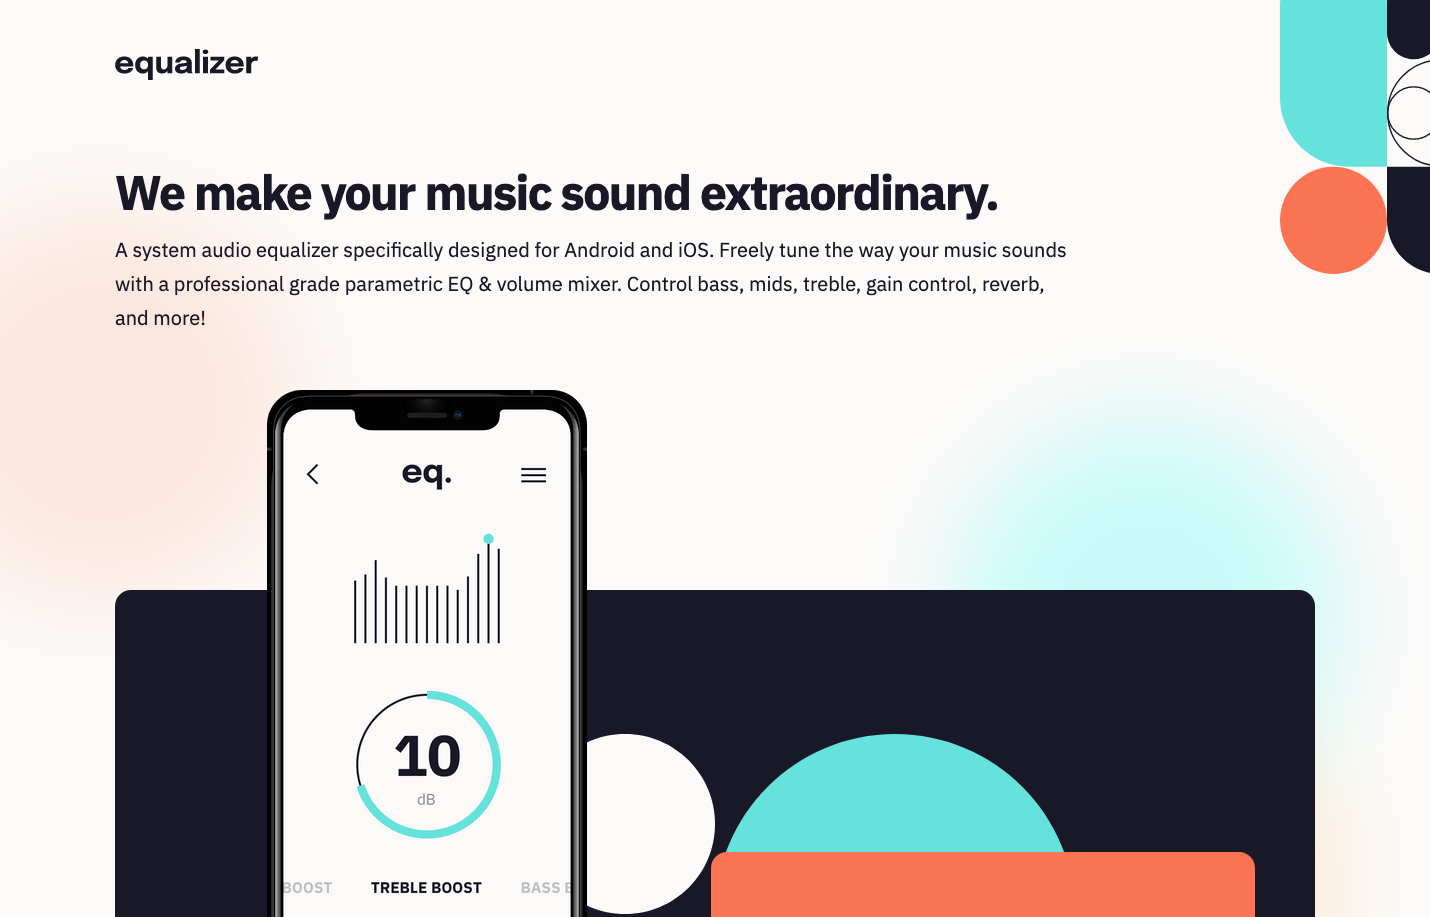 equalizer
We make your music sound extraordinary.
A system audio equalizer specifically designed for Android and iOS. Freely tune the way your music sounds
with a professional grade parametric EQ & volume mixer. Control bass, mids, treble, gain control, reverb,
and more!
eq.
10
dB
BOOST TREBLE BOOST BASS